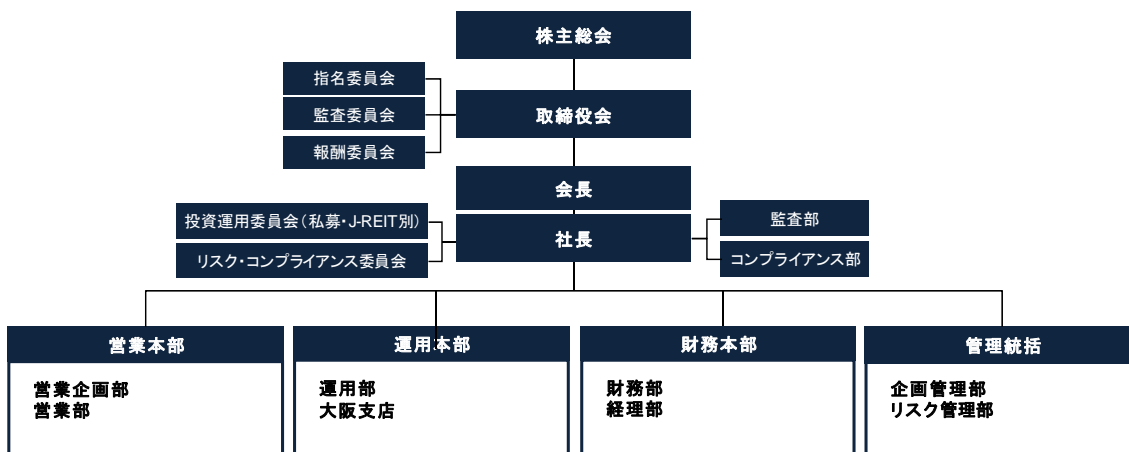 株主総会
指名委員会
監査委員会
報酬委員会
取締役会
会長
社長
投資運用委員会（私募・J-REIT別）
リスク・コンプライアンス委員会
監査部
コンプライアンス部
営業本部
営業企画部
営業部
運用本部
運用部
大阪支店
財務本部
財務部
経理部
管理統括
企画管理部
リスク管理部